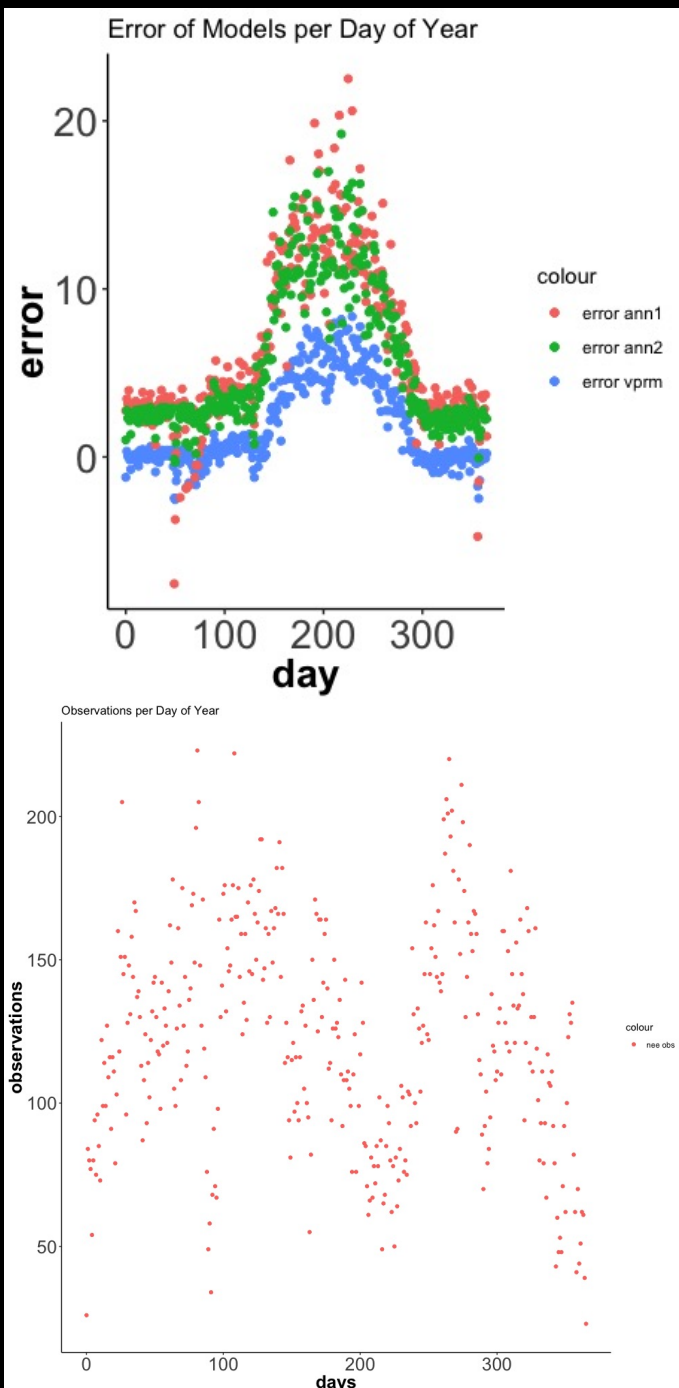 Error of Models per Day of Year
20
10
0
error
0 100 200 300
day
colour
error ann1
error ann2
error vprm
Observations per Day of Year
200
150
100
50
observations
0 100 200 300
days
colour
nee obs